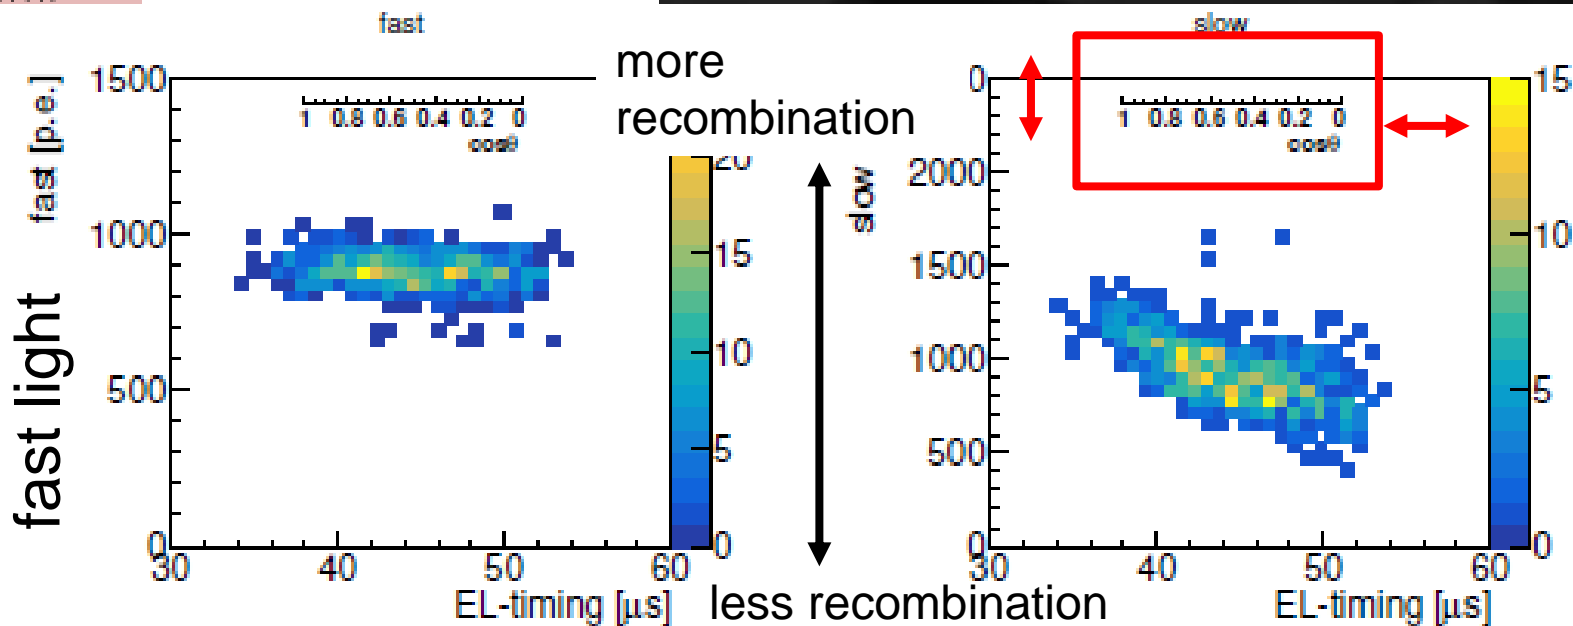 fast
slow
more
recombination
fast [p.e.]
1500
1000
500
0
1 0.8 0.6 0.4 0.2 0
cosθ
30 40 50 60
EL-timing [μs]
20
15
10
5
0
fast light
less recombination
slow
0
2000
1500
1000
500
0
1 0.8 0.6 0.4 0.2 0
cosθ
30 40 50 60
EL-timing [μs]
15
10
5
0